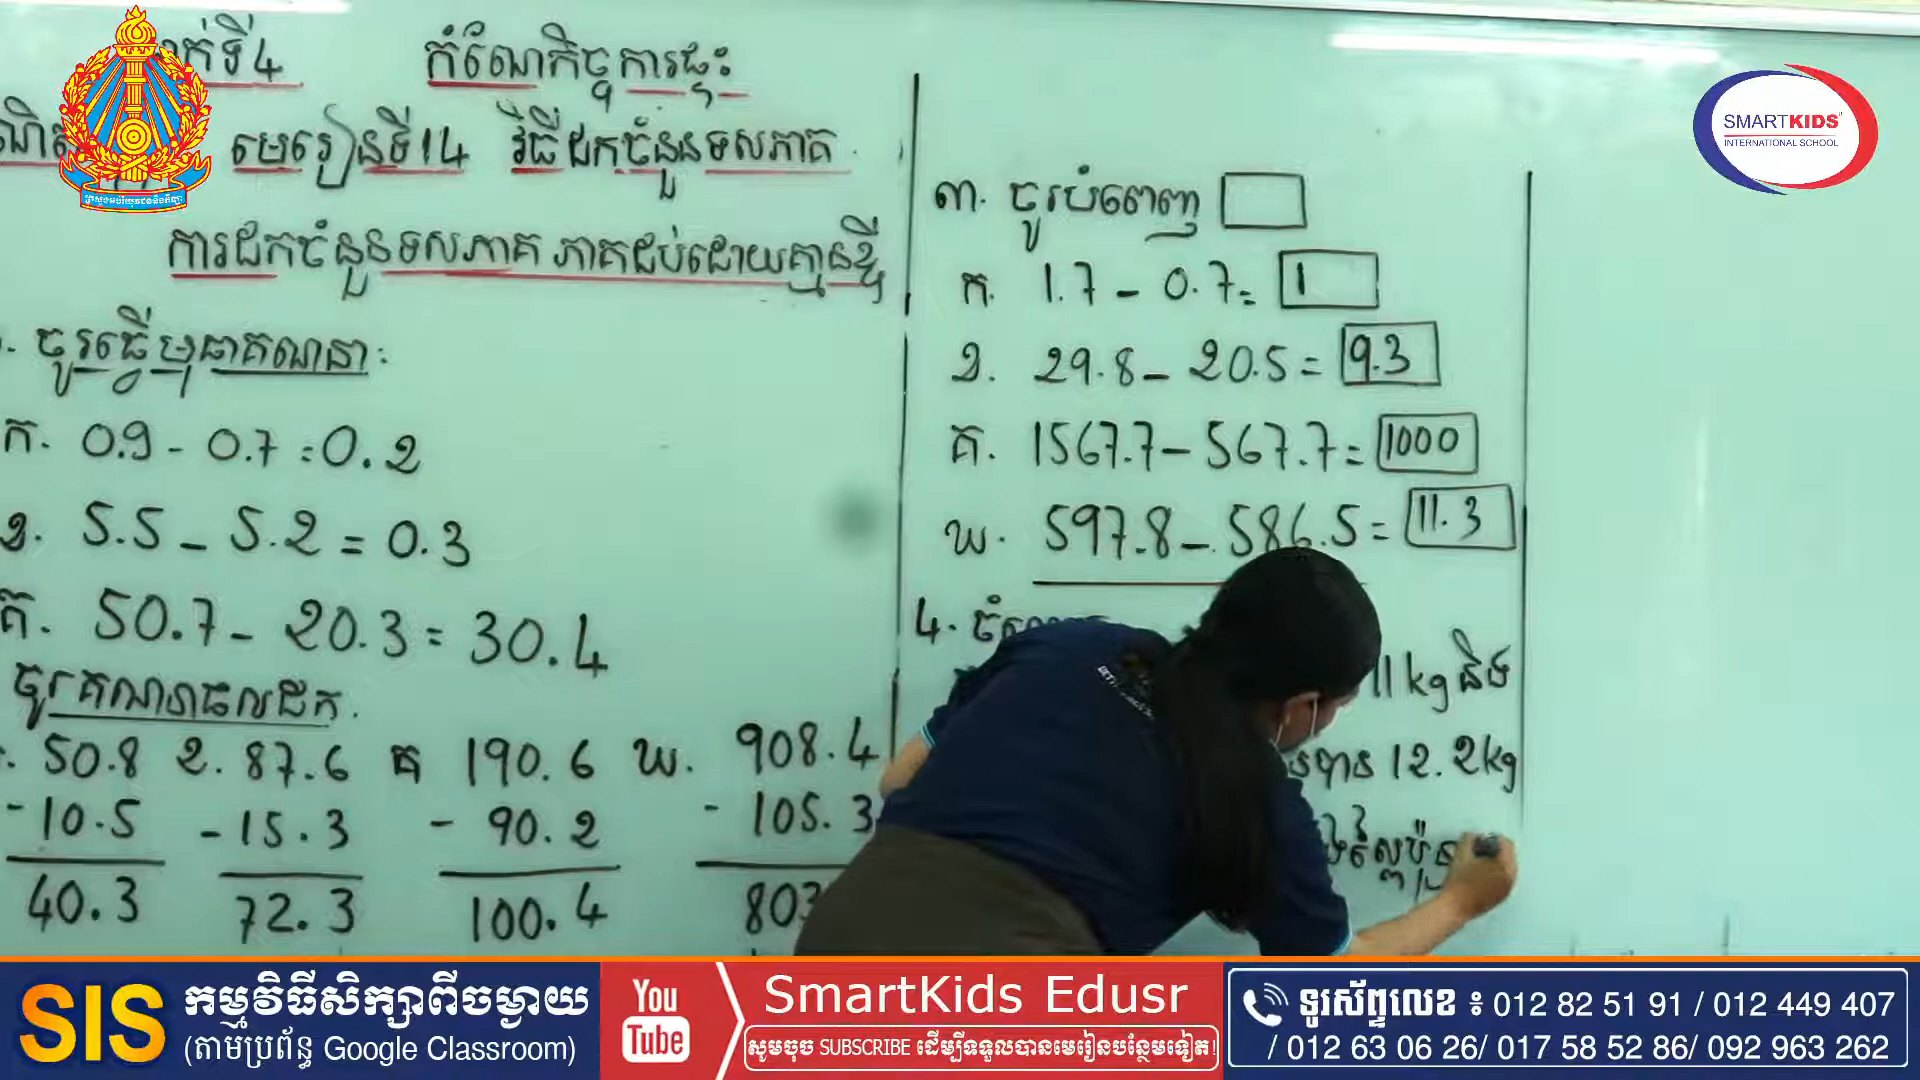 ទី4
កំណែកិច្ចការផ្ទះ
មេរៀនទី14 វិធីដកចំនួនទសភាគ
ការដកចំនួនទសភាគ ភាគដប់ដោយគ្មានខ្ចី
ចូរធ្វើប្រមាណគណនា:
ក. 0.9 - 0.7 = 0.2
ខ. 5.5 - 5.2 = 0.3
គ. 50.7 - 20.3 = 30.4
ចូរគណនាផលដក.
50.8 ខ. 87.6 គ 190.6 ឃ. 908.4
- 10.5 - 15.3 - 90.2 - 105.3
40.3 72.3 100.4 803
៣. ចូរបំពេញ
ក. 1.7 - 0.7 = 1
ខ. 29.8 - 20.5 = 9.3
គ. 1567.7 - 567.7 = 1000
ឃ. 597.8 - 586.5 = 11.3
4.
11 kg និង
បាន 12.2kg
SMARTKIDS
INTERNATIONAL SCHOOL
SIS កម្មវិធីសិក្សាពីចម្ងាយ
(តាមប្រព័ន្ធ Google Classroom)
You
Tube
SmartKids Edusr
សូមចុច SUBSCRIBE ដើម្បីទទួលបានមេរៀនបន្ថែមទៀត!
ទូរស័ព្ទលេខ ៖ 012 82 51 91 / 012 449 407
/ 012 63 06 26/ 017 58 52 86/ 092 963 262